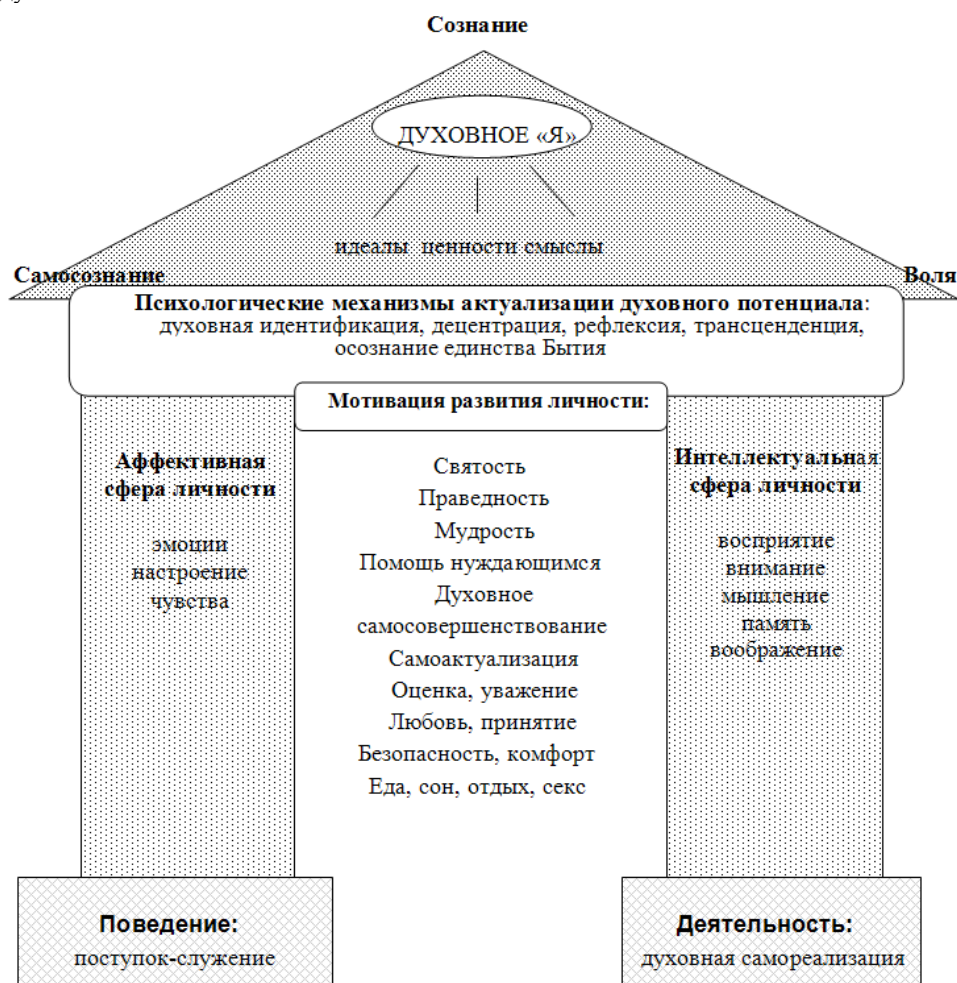 Сознание
ДУХОВНОЕ «Я»
идеалы ценности смыслы
Самосознание
Воля
Психологические механизмы актуализации духовного потенциала:
духовная идентификация, децентрация, рефлексия, трансценденция,
осознание единства Бытия
Мотивация развития личности:
Аффективная
сфера личности
эмоции
настроение
чувства
Святость
Праведность
Мудрость
Помощь нуждающимся
Духовное
самосовершенствование
Самоактуализация
Оценка, уважение
Любовь, принятие
Безопасность, комфорт
Еда, сон, отдых, секс
Интеллектуальная
сфера личности
восприятие
внимание
мышление
память
воображение
Поведение:
поступок-служение
Деятельность:
духовная самореализация